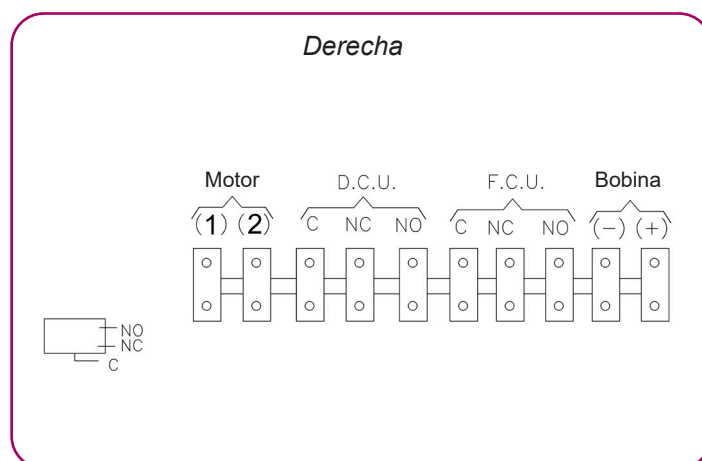 Derecha
Motor D.C.U. F.C.U. Bobina
(1) (2) C NC NO C NC NO (-) (+)
NO
NC
C